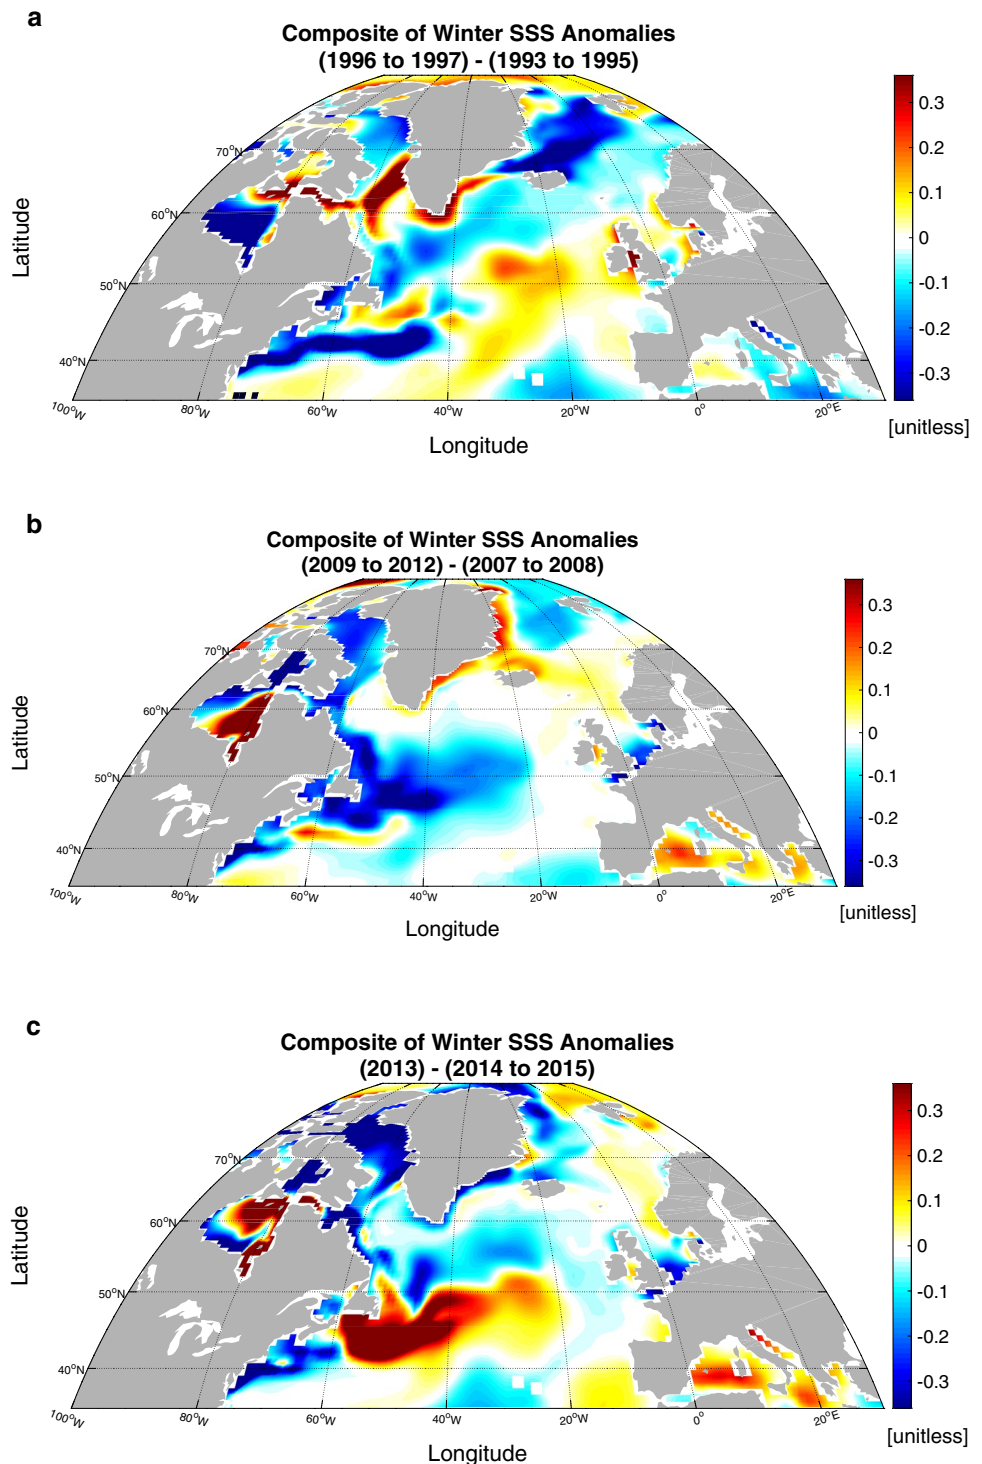 a
Composite of Winter SSS Anomalies
(1996 to 1997) - (1993 to 1995)
70°N
60°N
50°N
40°N
Latitude
100°W
80°W
60°W
40°W
20°W
0°
20°E
Longitude
0.3
0.2
0.1
0
-0.1
-0.2
-0.3
[unitless]
b
Composite of Winter SSS Anomalies
(2009 to 2012) - (2007 to 2008)
70°N
60°N
50°N
40°N
Latitude
100°W
80°W
60°W
40°W
20°W
0°
20°E
Longitude
0.3
0.2
0.1
0
-0.1
-0.2
-0.3
[unitless]
c
Composite of Winter SSS Anomalies
(2013) - (2014 to 2015)
70°N
60°N
50°N
40°N
Latitude
100°W
80°W
60°W
40°W
20°W
0°
20°E
Longitude
0.3
0.2
0.1
0
-0.1
-0.2
-0.3
[unitless]